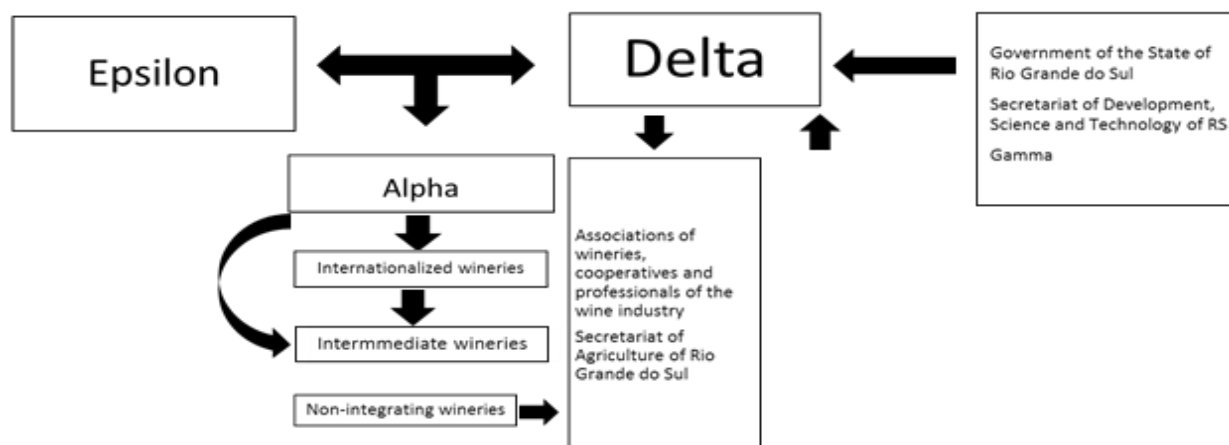 Epsilon
Delta
Government of the State of
Rio Grande do Sul
Secretariat of Development,
Science and Technology of RS
Gamma
Alpha
Internationalized wineries
Intermmediate wineries
Non-integrating wineries
Associations of
wineries,
cooperatives and
professionals of the
wine industry
Secretariat of
Agriculture of Rio
Grande do Sul